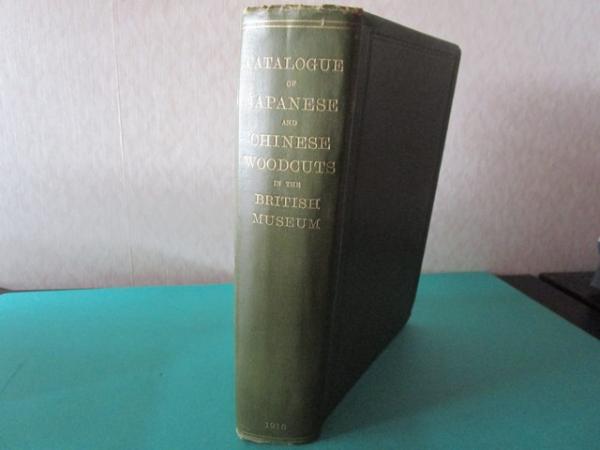 CATALOGUE
OF
JAPANESE
AND
CHINESE
WOODCUTS
IN THE
BRITISH
MUSEUM
1916